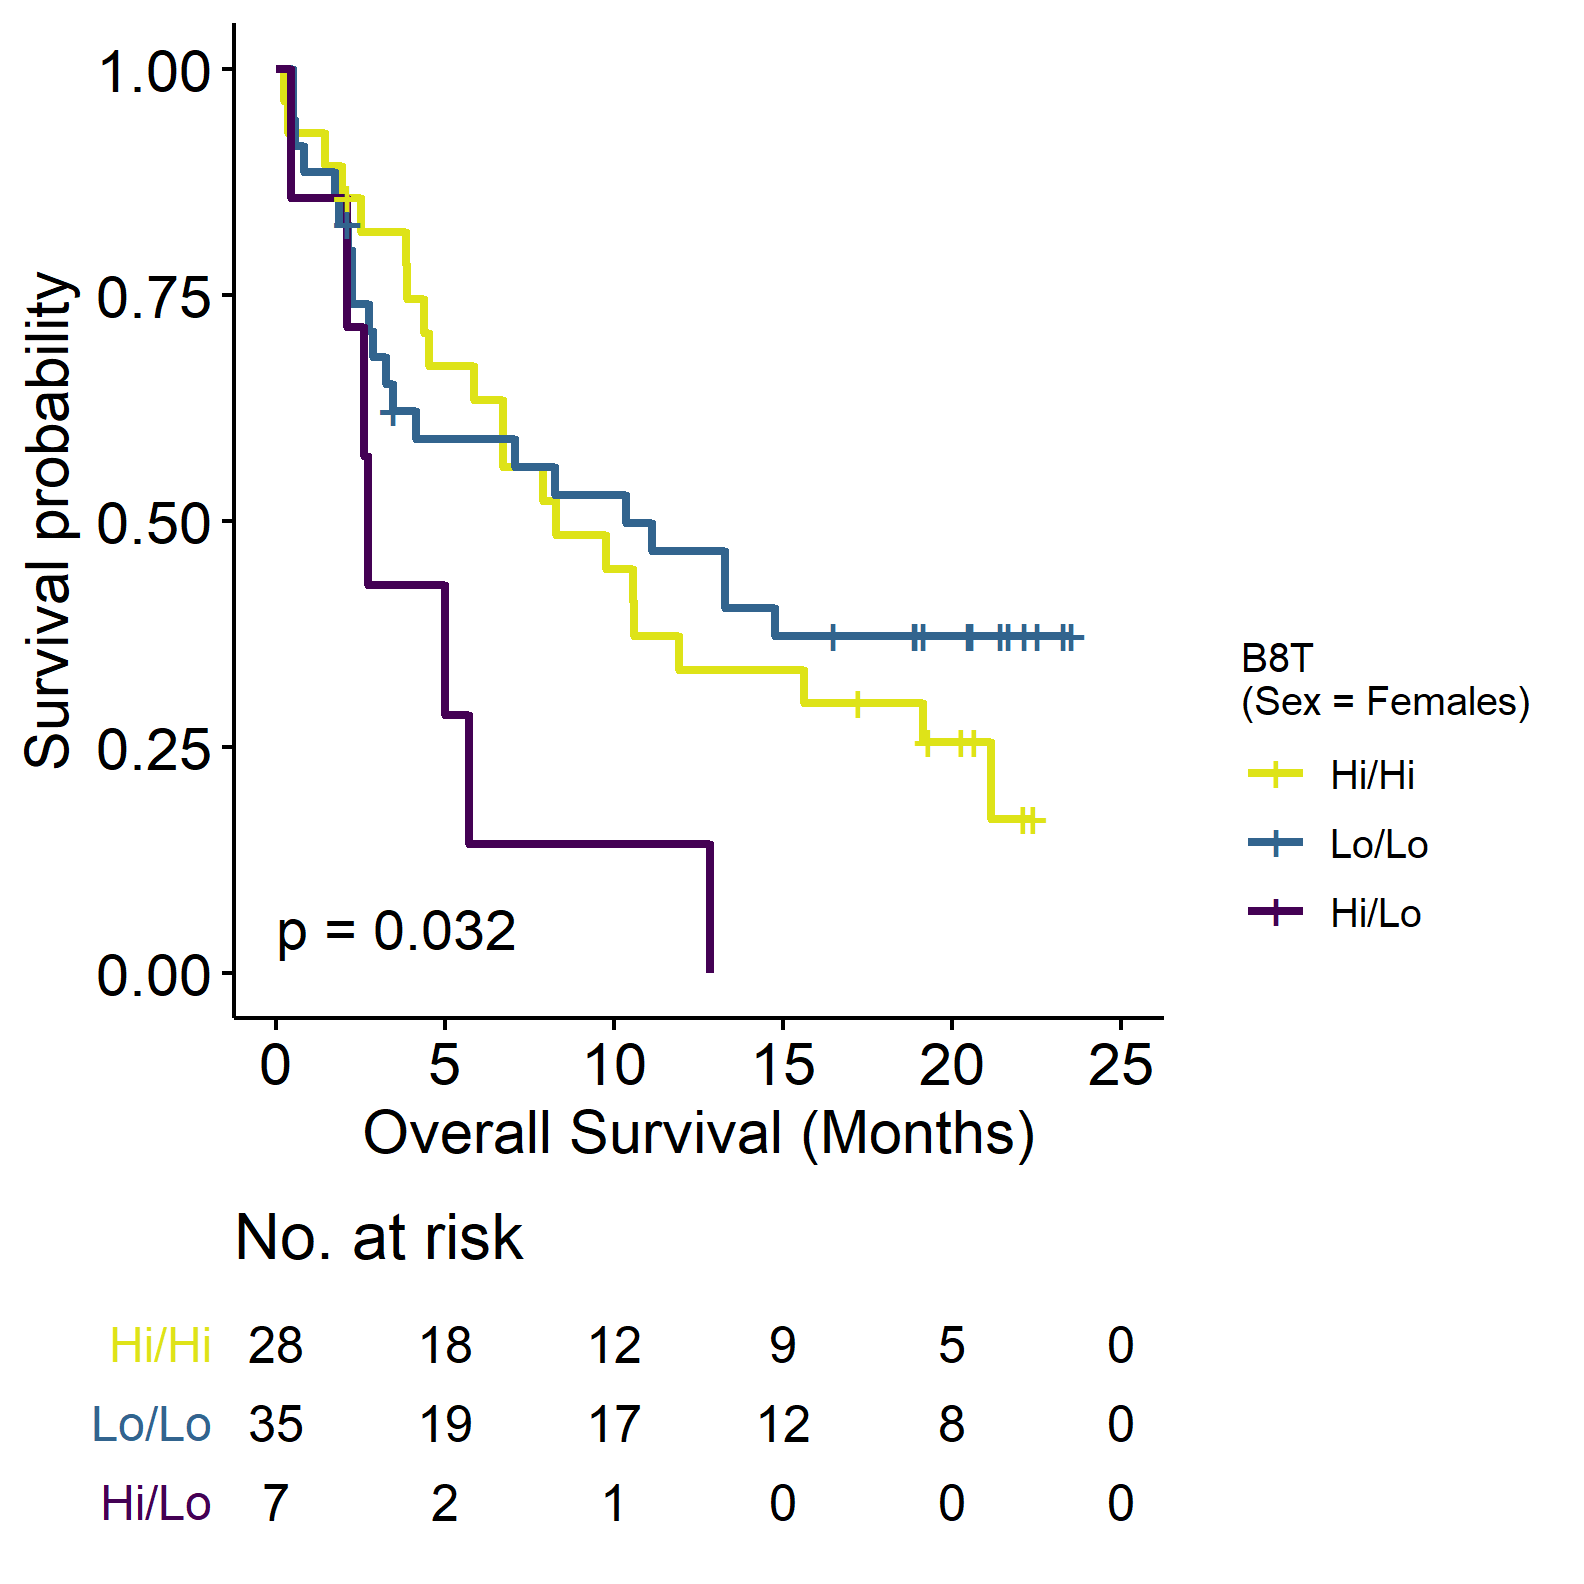 1.00
0.75
0.50
0.25
0.00
Survival probability
p = 0.032
0 5 10 15 20 25
Overall Survival (Months)
B8T
(Sex = Females)
Hi/Hi
Lo/Lo
Hi/Lo
No. at risk
Hi/Hi 28 18 12 9 5 0
Lo/Lo 35 19 17 12 8 0
Hi/Lo 7 2 1 0 0 0